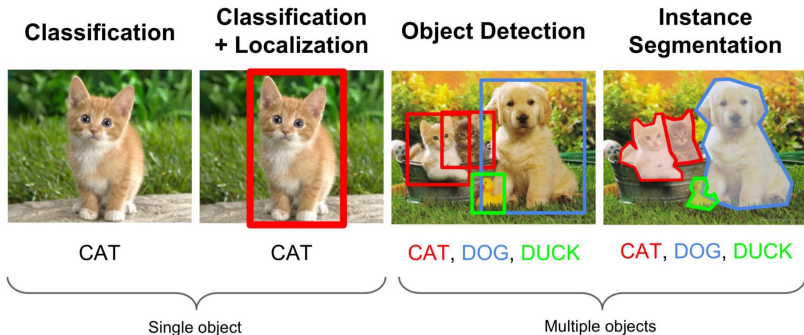 Classification
Classification
+ Localization
Object Detection
Instance
Segmentation
CAT
CAT
CAT, DOG, DUCK
CAT, DOG, DUCK
Single object
Multiple objects